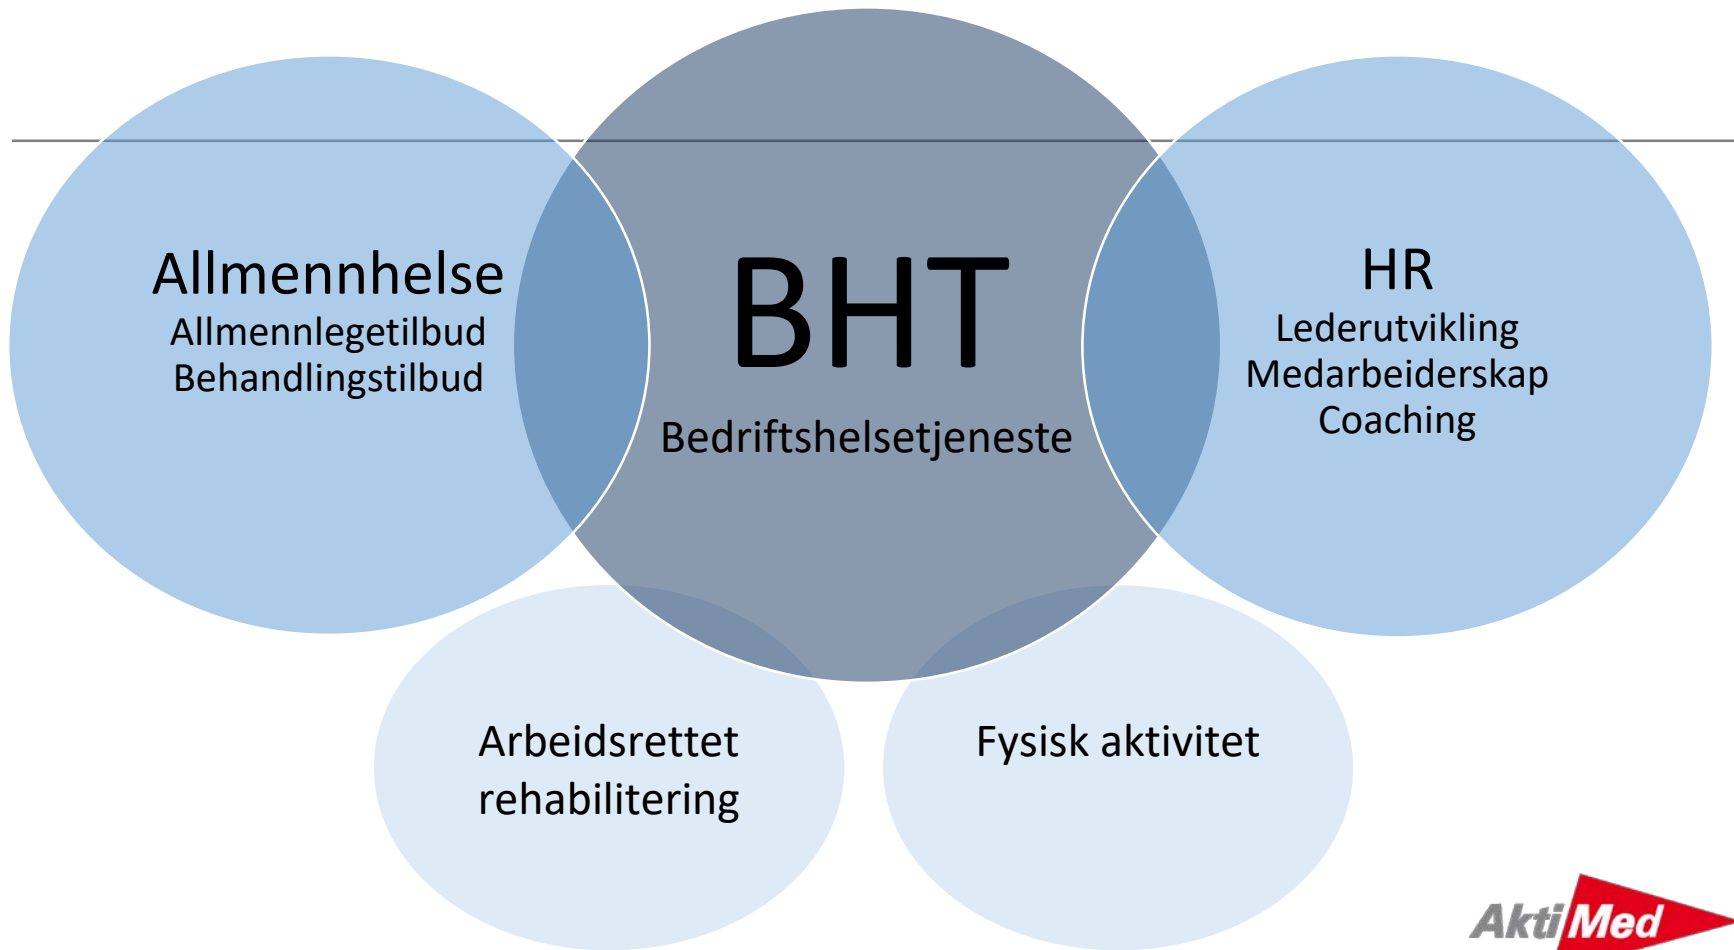 Allmennhelse
Allmennlegetilbud
Behandlingstilbud
BHT
Bedriftshelsetjeneste
HR
Lederutvikling
Medarbeiderskap
Coaching
Arbeidsrettet
rehabilitering
Fysisk aktivitet
AktiMed